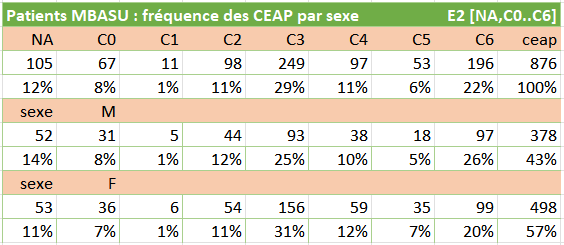 Patients MBASU : fréquence des CEAP par sexe E2 [NA,C0..C6]
NA C0 C1 C2 C3 C4 C5 C6 ceap
105 67 11 98 249 97 53 196 876
12% 8% 1% 11% 29% 11% 6% 22% 100%
sexe M
52 31 5 44 93 38 18 97 378
14% 8% 1% 12% 25% 10% 5% 26% 43%
sexe F
53 36 6 54 156 59 35 99 498
11% 7% 1% 11% 31% 12% 7% 20% 57%